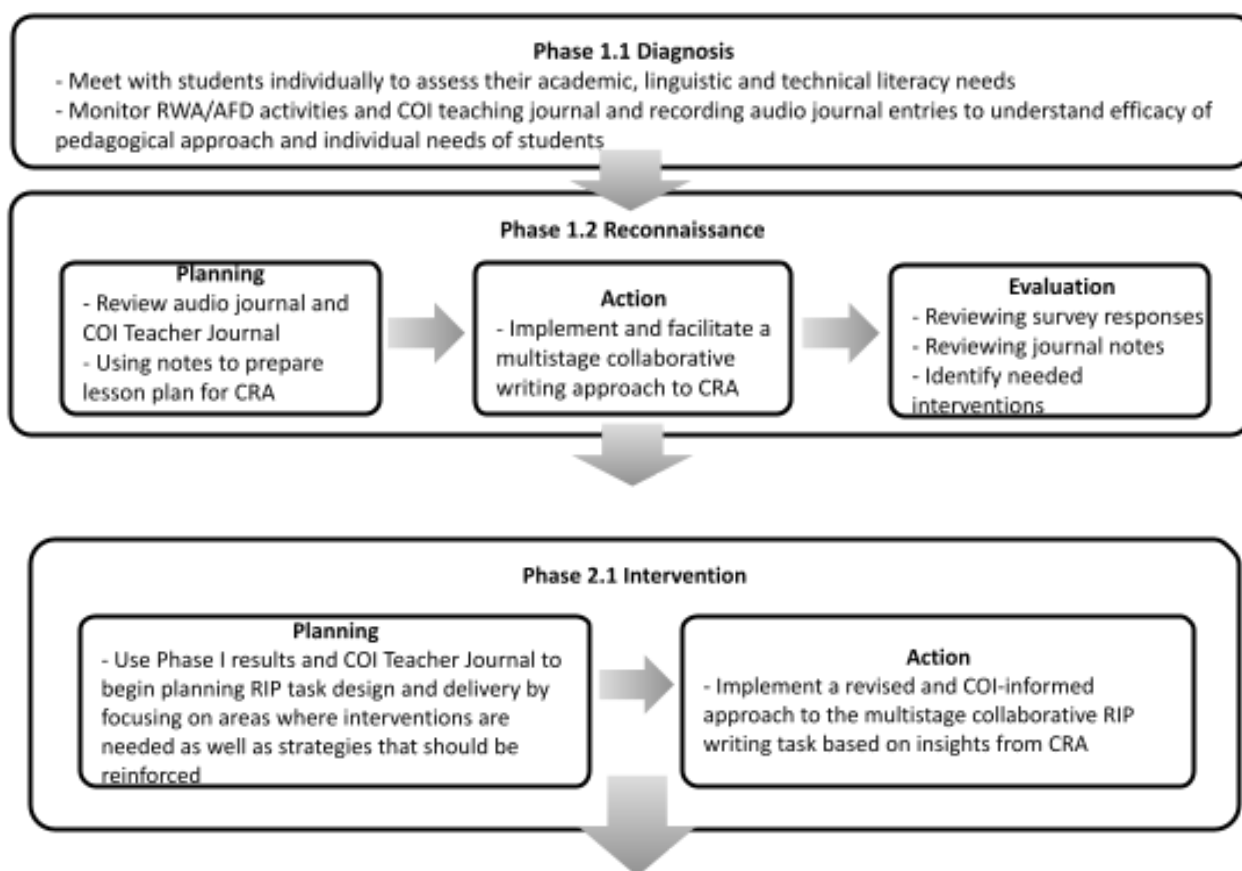 Phase 1.1 Diagnosis
- Meet with students individually to assess their academic, linguistic and technical literacy needs
- Monitor RWA/AFD activities and COI teaching journal and recording audio journal entries to understand efficacy of
pedagogical approach and individual needs of students
Phase 1.2 Reconnaissance
Planning
- Review audio journal and
COI Teacher Journal
- Using notes to prepare
lesson plan for CRA
Action
- Implement and facilitate a
multistage collaborative
writing approach to CRA
Evaluation
- Reviewing survey responses
- Reviewing journal notes
- Identify needed
interventions
Phase 2.1 Intervention
Planning
- Use Phase I results and COI Teacher Journal to
begin planning RIP task design and delivery by
focusing on areas where interventions are
needed as well as strategies that should be
reinforced
Action
- Implement a revised and COI-informed
approach to the multistage collaborative RIP
writing task based on insights from CRA